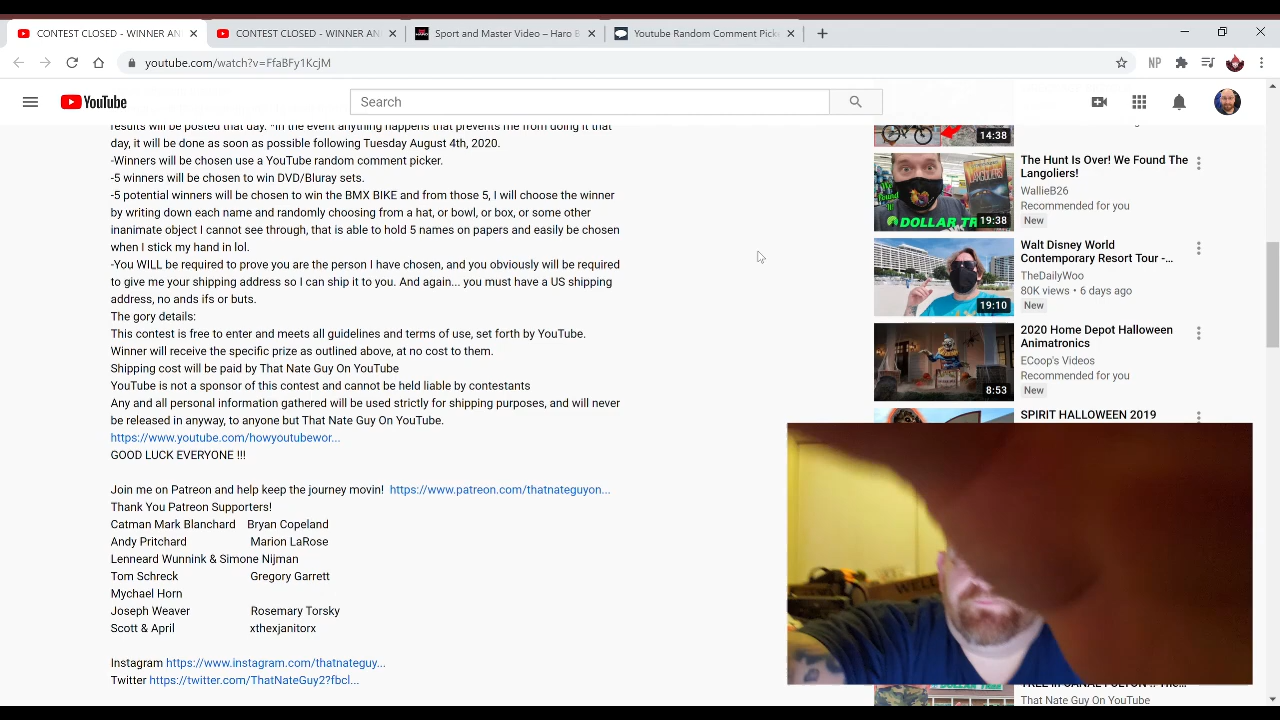 CONTEST CLOSED - WINNER AN
CONTEST CLOSED - WINNER AN
Sport and Master Video – Haro B
Youtube Random Comment Picke
youtube.com/watch?v=FfaBFy1KcjM
NP
YouTube
Search
results will be posted that day. *In the event anything happens that prevents me from doing it that
day, it will be done as soon as possible following Tuesday August 4th, 2020.
-Winners will be chosen use a YouTube random comment picker.
-5 winners will be chosen to win DVD/Bluray sets.
-5 potential winners will be chosen to win the BMX BIKE and from those 5, I will choose the winner
by writing down each name and randomly choosing from a hat, or bowl, or box, or some other
inanimate object I cannot see through, that is able to hold 5 names on papers and easily be chosen
when I stick my hand in lol.
-You WILL be required to prove you are the person I have chosen, and you obviously will be required
to give me your shipping address so I can ship it to you. And again... you must have a US shipping
address, no ands ifs or buts.
The gory details:
This contest is free to enter and meets all guidelines and terms of use, set forth by YouTube.
Winner will receive the specific prize as outlined above, at no cost to them.
Shipping cost will be paid by That Nate Guy On YouTube
YouTube is not a sponsor of this contest and cannot be held liable by contestants
Any and all personal information gathered will be used strictly for shipping purposes, and will never
be released in anyway, to anyone but That Nate Guy On YouTube.
https://www.youtube.com/howyoutubewor...
GOOD LUCK EVERYONE !!!
Join me on Patreon and help keep the journey movin! https://www.patreon.com/thatnateguyon...
Thank You Patreon Supporters!
Catman Mark Blanchard Bryan Copeland
Andy Pritchard Marion LaRose
Lenneard Wunnink & Simone Nijman
Tom Schreck Gregory Garrett
Mychael Horn
Joseph Weaver Rosemary Torsky
Scott & April xthexjanitorx
Instagram https://www.instagram.com/thatnateguy...
Twitter https://twitter.com/ThatNateGuy2?fbcl...
14:38
The Hunt Is Over! We Found The
Langoliers!
WallieB26
Recommended for you
New
DOLLAR TR
19:38
Walt Disney World
Contemporary Resort Tour -...
TheDailyWoo
80K views • 6 days ago
New
19:10
2020 Home Depot Halloween
Animatronics
ECoop's Videos
Recommended for you
New
8:53
SPIRIT HALLOWEEN 2019
That Nate Guy On YouTube